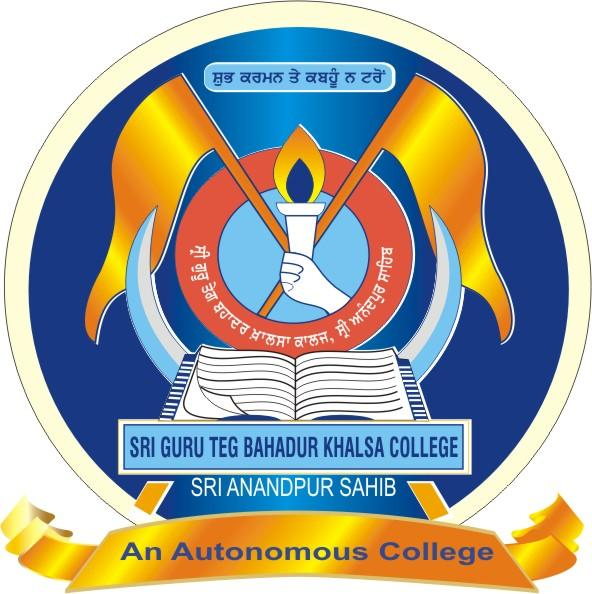 ਸ਼ੁਭ ਕਰਮਨ ਤੇ ਕਬਹੂੰ ਨ ਟਰੋਂ
ਸ੍ਰੀ ਗੁਰੂ ਤੇਗ ਬਹਾਦਰ ਖ਼ਾਲਸਾ ਕਾਲਜ, ਸ੍ਰੀ ਅਨੰਦਪੁਰ ਸਾਹਿਬ
SRI GURU TEG BAHADUR KHALSA COLLEGE
SRI ANANDPUR SAHIB
An Autonomous College